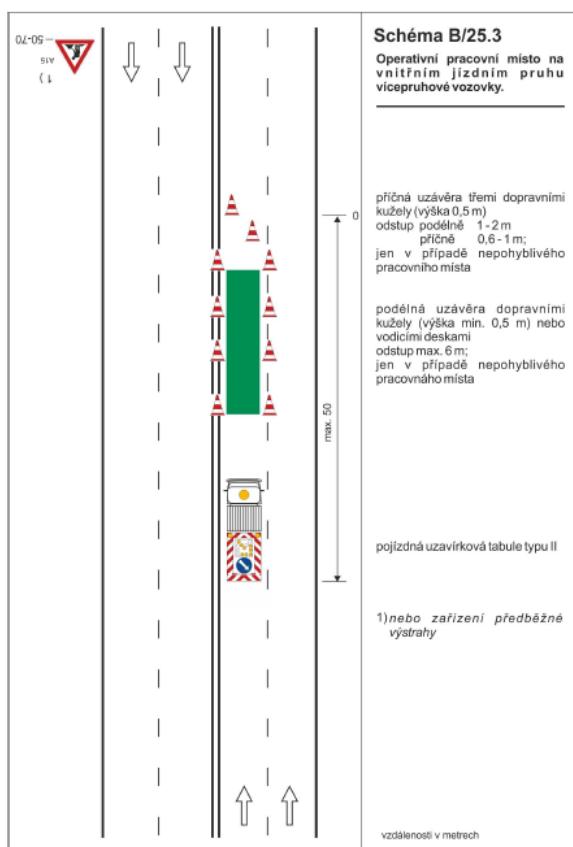 Schéma B/25.3
Operativní pracovní místo na
vnitřním jízdním pruhu
vícepruhové vozovky.
50-70
A15
1)
příčná uzávěra třemi dopravními
kužely (výška 0,5 m)
odstup podélně 1-2 m
příčně 0,6-1 m;
jen v případě nepohyblivého
pracovního místa
0
podélná uzávěra dopravními
kužely (výška min. 0,5 m) nebo
vodicími deskami
odstup max. 6 m;
jen v případě nepohyblivého
pracovnáho místa
max. 50
pojízdná uzavírková tabule typu II
1) nebo zařízení předběžné
výstrahy
vzdálenosti v metrech